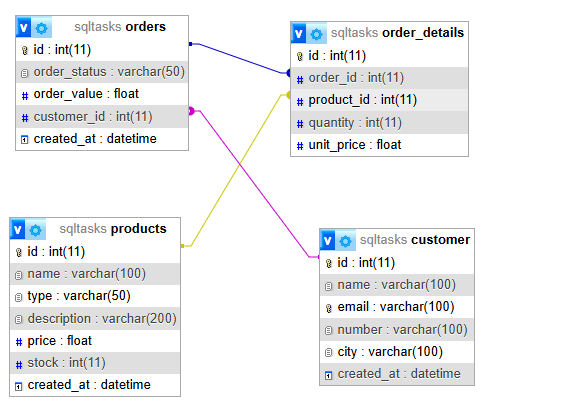 sqltasks orders
id : int(11)
order_status : varchar(50)
order_value : float
customer_id : int(11)
created_at : datetime
sqltasks order_details
id : int(11)
order_id : int(11)
product_id : int(11)
quantity : int(11)
unit_price : float
sqltasks products
id : int(11)
name : varchar(100)
type : varchar(50)
description : varchar(200)
price : float
stock : int(11)
created_at : datetime
sqltasks customer
id : int(11)
name : varchar(100)
email : varchar(100)
number : varchar(100)
city : varchar(100)
created_at : datetime